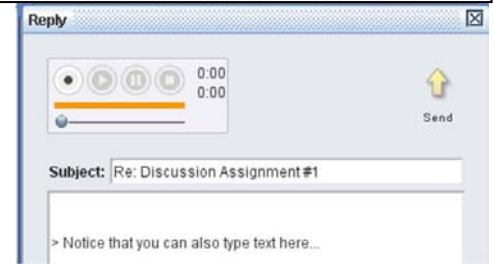 Reply
0:00
0:00
Send
Subject: Re: Discussion Assignment #1
> Notice that you can also type text here...